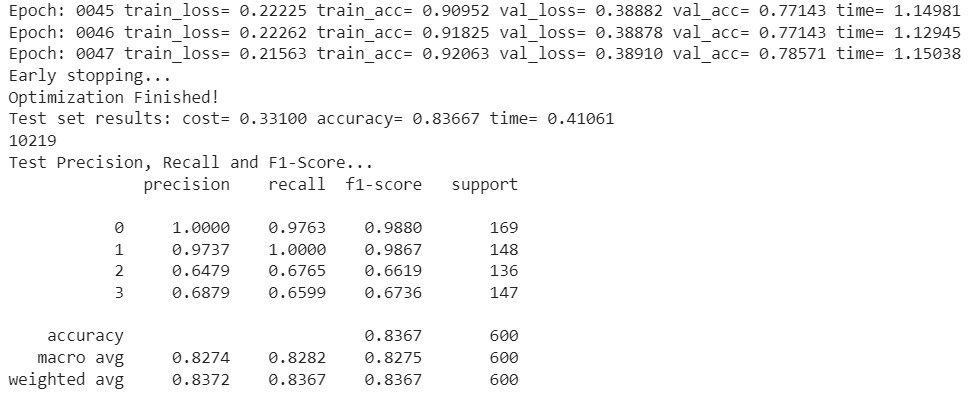 Epoch: 0045 train_loss= 0.22225 train_acc= 0.90952 val_loss= 0.38882 val_acc= 0.77143 time= 1.14981
Epoch: 0046 train_loss= 0.22262 train_acc= 0.91825 val_loss= 0.38878 val_acc= 0.77143 time= 1.12945
Epoch: 0047 train_loss= 0.21563 train_acc= 0.92063 val_loss= 0.38910 val_acc= 0.78571 time= 1.15038
Early stopping...
Optimization Finished!
Test set results: cost= 0.33100 accuracy= 0.83667 time= 0.41061
10219
Test Precision, Recall and F1-Score...
precision recall f1-score support
0 1.0000 0.9763 0.9880 169
1 0.9737 1.0000 0.9867 148
2 0.6479 0.6765 0.6619 136
3 0.6879 0.6599 0.6736 147
accuracy 0.8367 600
macro avg 0.8274 0.8282 0.8275 600
weighted avg 0.8372 0.8367 0.8367 600